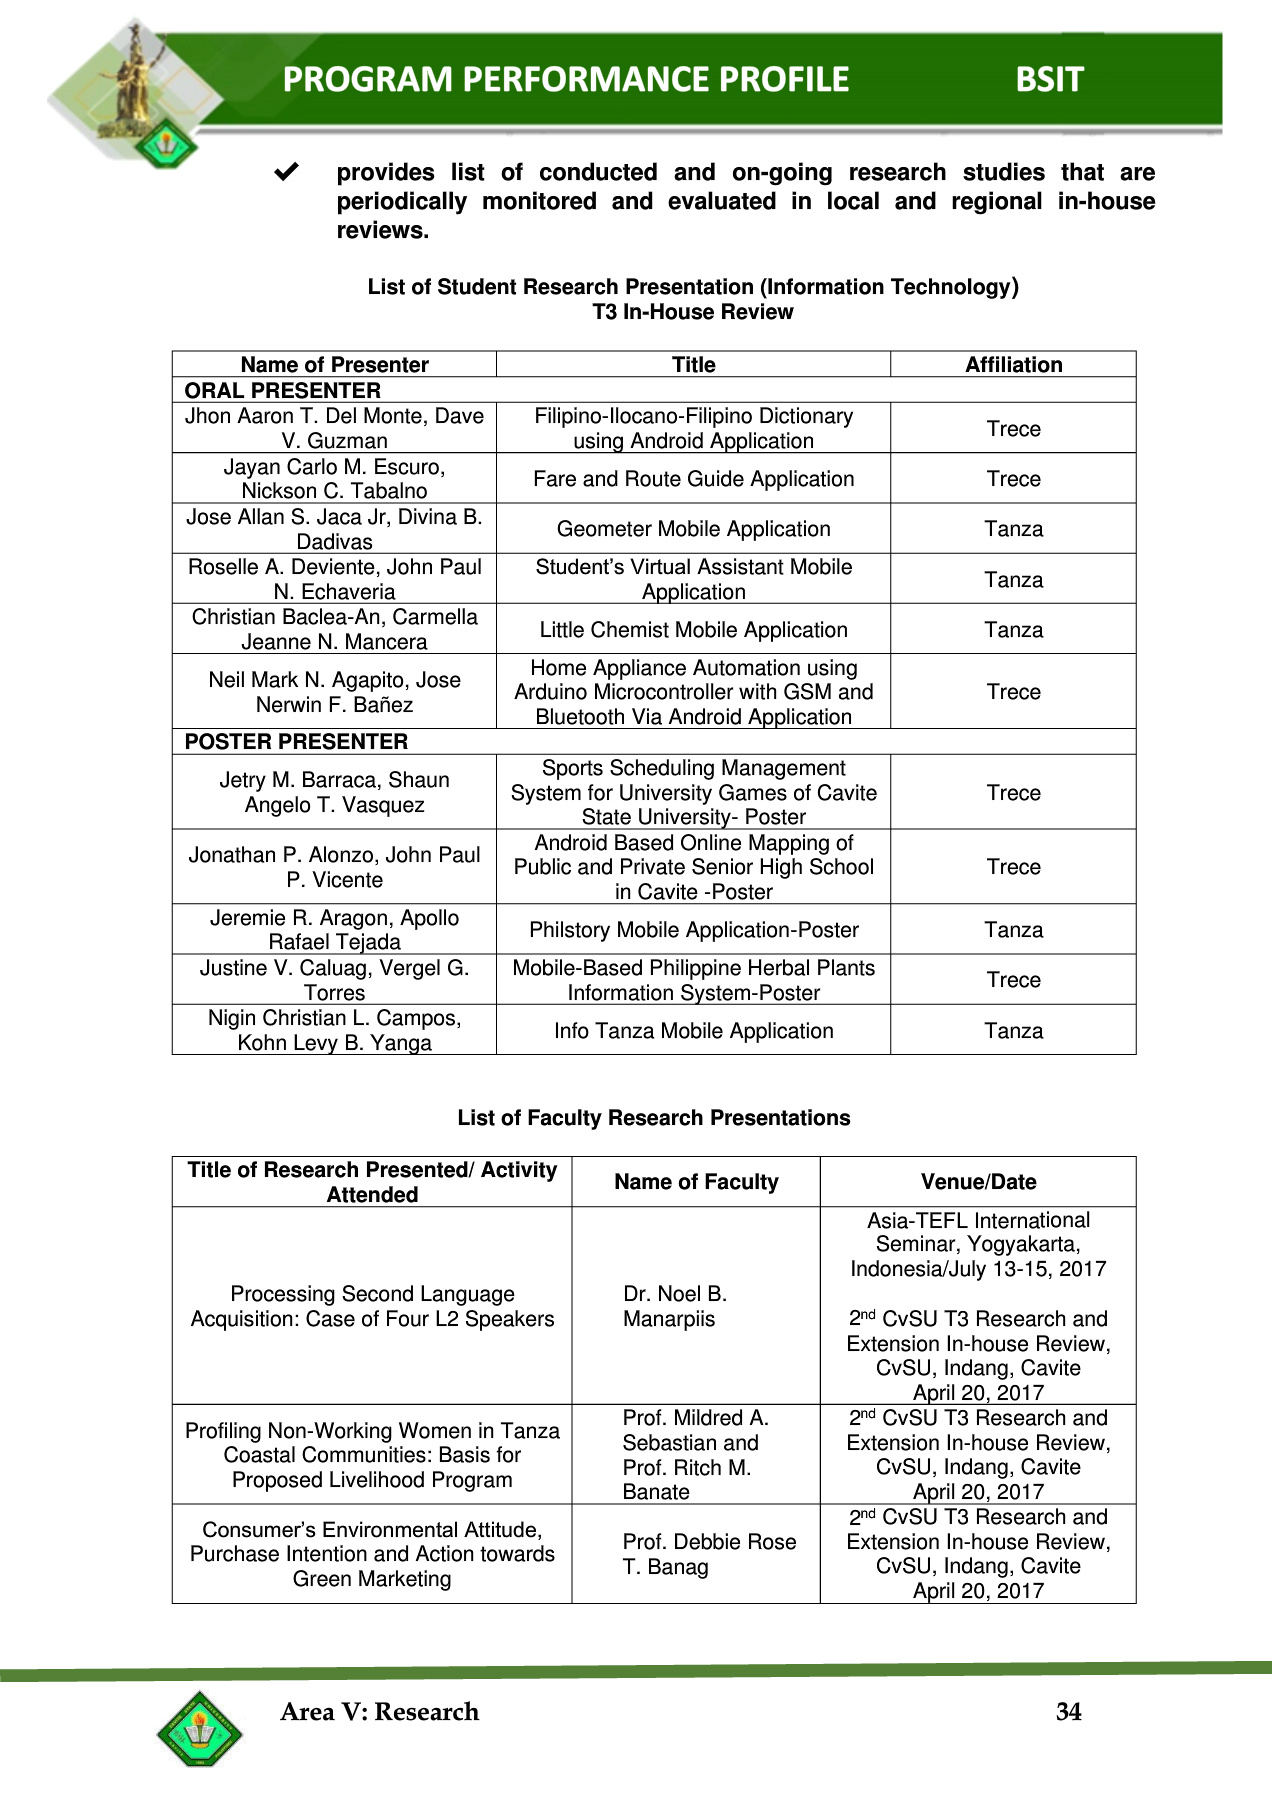 PROGRAM PERFORMANCE PROFILE BSIT
✔ provides list of conducted and on-going research studies that are
periodically monitored and evaluated in local and regional in-house
reviews.
List of Student Research Presentation (Information Technology)
T3 In-House Review
Name of Presenter Title Affiliation
ORAL PRESENTER
Jhon Aaron T. Del Monte, Dave
V. Guzman
Filipino-Ilocano-Filipino Dictionary
using Android Application
Trece
Jayan Carlo M. Escuro,
Nickson C. Tabalno
Fare and Route Guide Application
Trece
Jose Allan S. Jaca Jr, Divina B.
Dadivas
Geometer Mobile Application
Tanza
Roselle A. Deviente, John Paul
N. Echaveria
Student’s Virtual Assistant Mobile
Application
Tanza
Christian Baclea-An, Carmella
Jeanne N. Mancera
Little Chemist Mobile Application
Tanza
Neil Mark N. Agapito, Jose
Nerwin F. Bañez
Home Appliance Automation using
Arduino Microcontroller with GSM and
Bluetooth Via Android Application
Trece
POSTER PRESENTER
Jetry M. Barraca, Shaun
Angelo T. Vasquez
Sports Scheduling Management
System for University Games of Cavite
State University- Poster
Trece
Jonathan P. Alonzo, John Paul
P. Vicente
Android Based Online Mapping of
Public and Private Senior High School
in Cavite -Poster
Trece
Jeremie R. Aragon, Apollo
Rafael Tejada
Philstory Mobile Application-Poster
Tanza
Justine V. Caluag, Vergel G.
Torres
Mobile-Based Philippine Herbal Plants
Information System-Poster
Trece
Nigin Christian L. Campos,
Kohn Levy B. Yanga
Info Tanza Mobile Application
Tanza
List of Faculty Research Presentations
Title of Research Presented/ Activity
Attended
Name of Faculty
Venue/Date
Processing Second Language
Acquisition: Case of Four L2 Speakers
Dr. Noel B.
Manarpiis
Asia-TEFL International
Seminar, Yogyakarta,
Indonesia/July 13-15, 2017
2nd CvSU T3 Research and
Extension In-house Review,
CvSU, Indang, Cavite
April 20, 2017
Profiling Non-Working Women in Tanza
Coastal Communities: Basis for
Proposed Livelihood Program
Prof. Mildred A.
Sebastian and
Prof. Ritch M.
Banate
2nd CvSU T3 Research and
Extension In-house Review,
CvSU, Indang, Cavite
April 20, 2017
Consumer’s Environmental Attitude,
Purchase Intention and Action towards
Green Marketing
Prof. Debbie Rose
T. Banag
2nd CvSU T3 Research and
Extension In-house Review,
CvSU, Indang, Cavite
April 20, 2017
Area V: Research 34